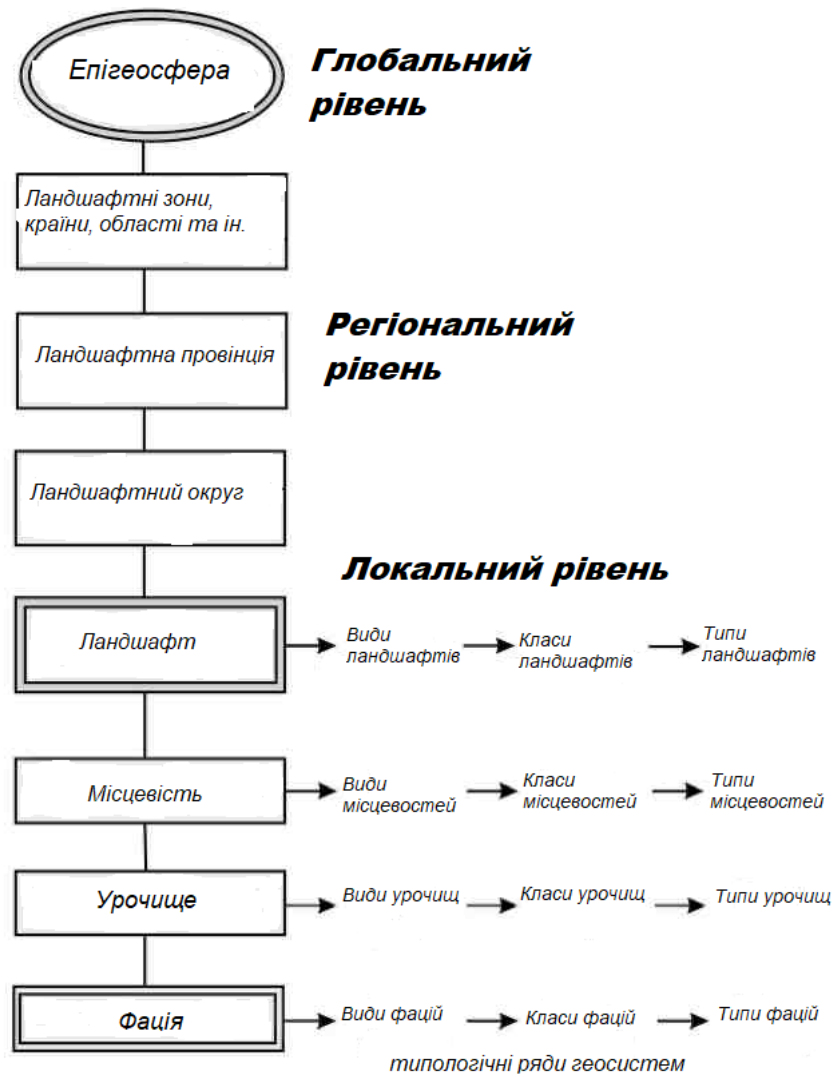 Епігеосфера
Глобальний
рівень
Ландшафтні зони,
країни, області та ін.
Регіональний
рівень
Ландшафтна провінція
Ландшафтний округ
Локальний рівень
Ландшафт
Види
ландшафтів
Класи
ландшафтів
Типи
ландшафтів
Місцевість
Види
місцевостей
Класи
місцевостей
Типи
місцевостей
Урочище
Види урочищ
Класи урочищ
Типи урочищ
Фація
Види фацій
Класи фацій
Типи фацій
типологічні ряди геосистем